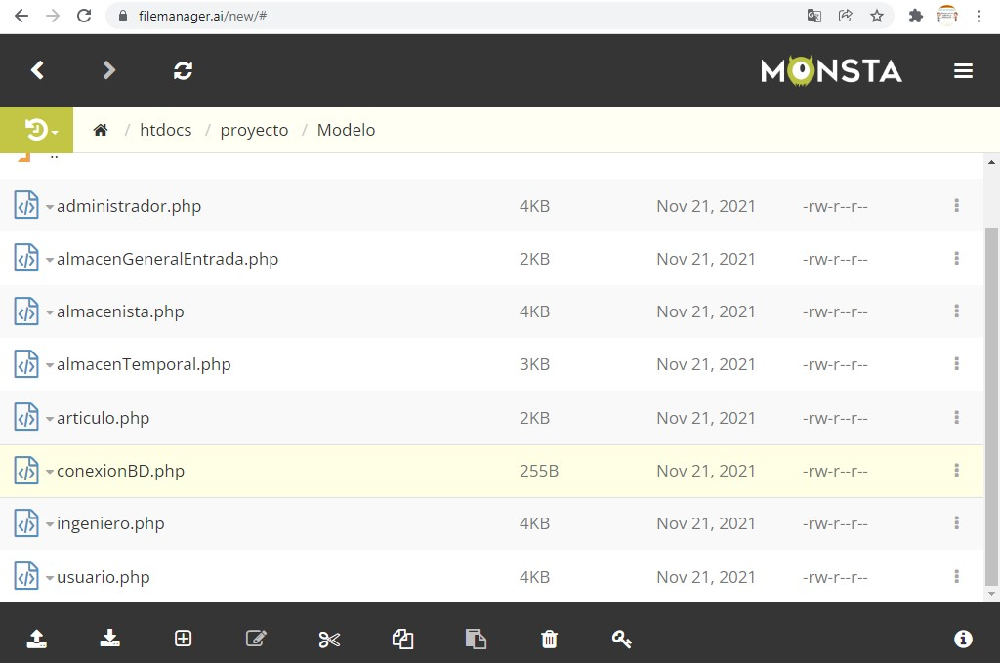 filemanager.ai/new/#
MONSTA
/ htdocs / proyecto / Modelo
..
administrador.php 4KB Nov 21, 2021 -rw-r--r--
almacenGeneralEntrada.php 2KB Nov 21, 2021 -rw-r--r--
almacenista.php 4KB Nov 21, 2021 -rw-r--r--
almacenTemporal.php 3KB Nov 21, 2021 -rw-r--r--
articulo.php 2KB Nov 21, 2021 -rw-r--r--
conexionBD.php 255B Nov 21, 2021 -rw-r--r--
ingeniero.php 4KB Nov 21, 2021 -rw-r--r--
usuario.php 4KB Nov 21, 2021 -rw-r--r--